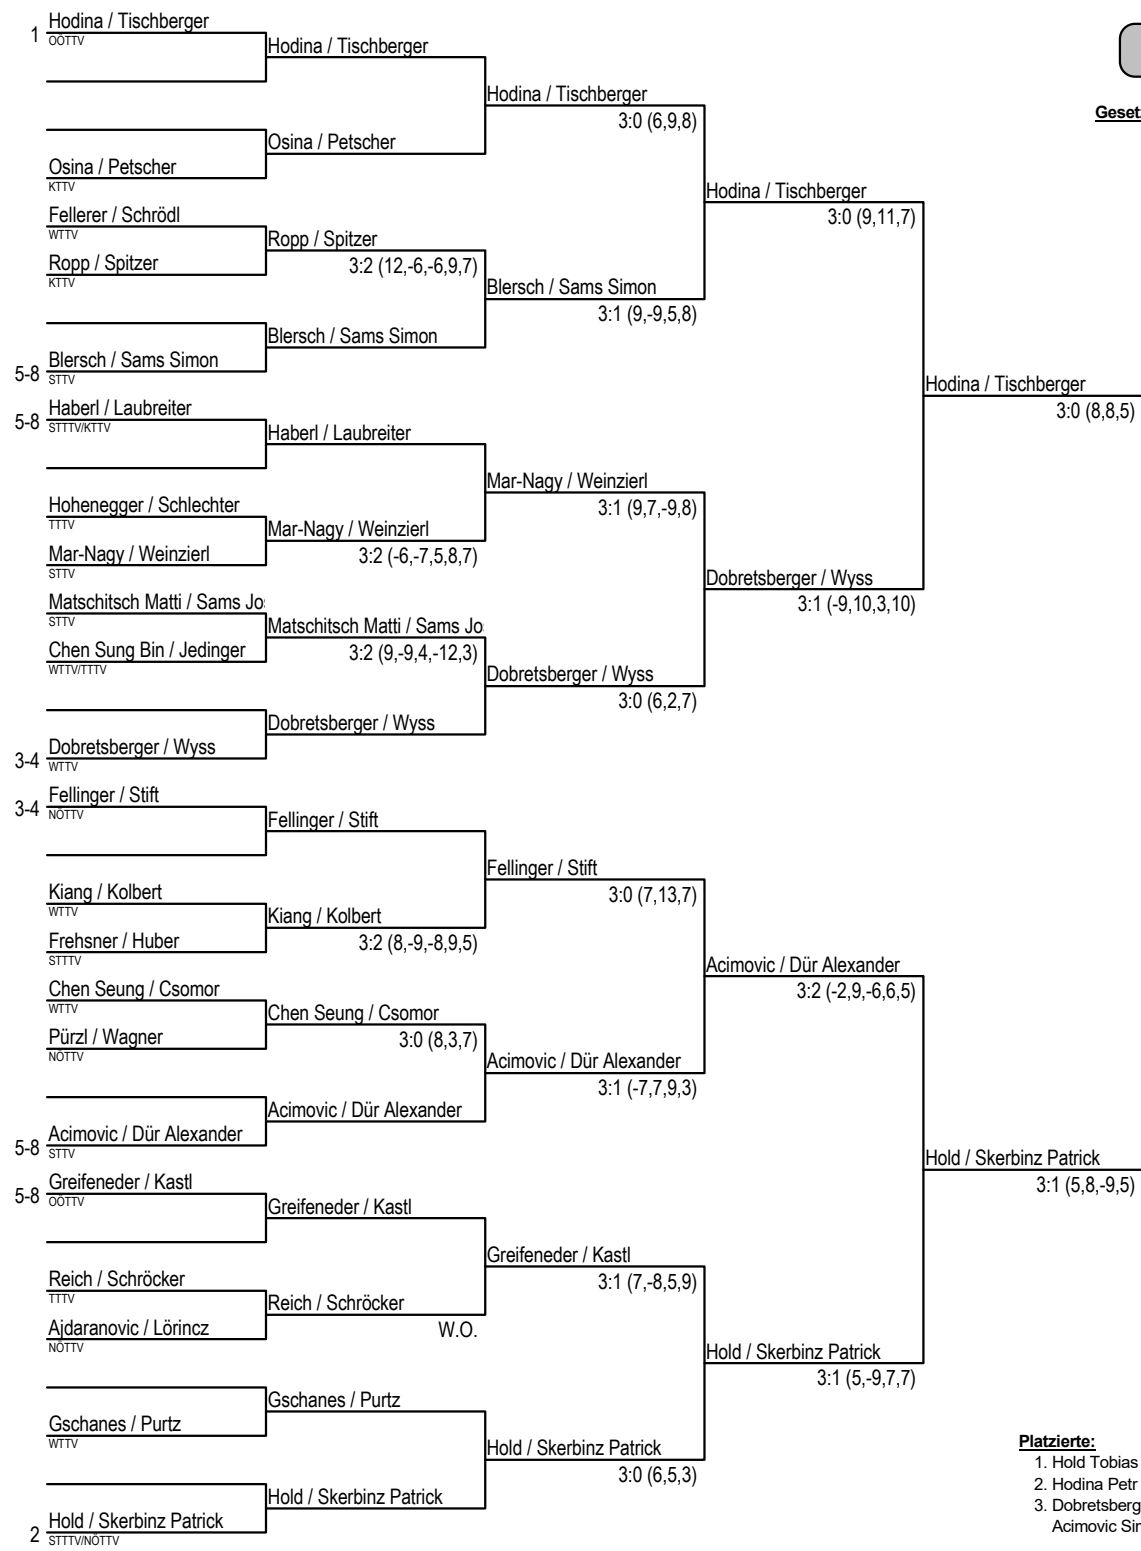 1 Hodina / Tischberger
OÖTTV
Hodina / Tischberger
Hodina / Tischberger
3:0 (6,9,8)
Gesetz
Osina / Petscher
Osina / Petscher
KTTV
Hodina / Tischberger
3:0 (9,11,7)
Fellerer / Schrödl
WTTV
Ropp / Spitzer
3:2 (12,-6,-6,9,7)
Ropp / Spitzer
KTTV
Blersch / Sams Simon
3:1 (9,-9,5,8)
Blersch / Sams Simon
5-8 Blersch / Sams Simon
STTV
Hodina / Tischberger
3:0 (8,8,5)
5-8 Haberl / Laubreiter
STTTV/KTTV
Haberl / Laubreiter
Mar-Nagy / Weinzierl
3:1 (9,7,-9,8)
Hohenegger / Schlechter
TTTV
Mar-Nagy / Weinzierl
3:2 (-6,-7,5,8,7)
Mar-Nagy / Weinzierl
STTV
Dobretsberger / Wyss
3:1 (-9,10,3,10)
Matschitsch Matti / Sams Jo
STTV
Matschitsch Matti / Sams Jo
3:2 (9,-9,4,-12,3)
Chen Sung Bin / Jedinger
WTTV/TTTV
Dobretsberger / Wyss
3:0 (6,2,7)
Dobretsberger / Wyss
3-4 Dobretsberger / Wyss
WTTV
3-4 Fellinger / Stift
NÖTTV
Fellinger / Stift
Fellinger / Stift
3:0 (7,13,7)
Kiang / Kolbert
WTTV
Kiang / Kolbert
3:2 (8,-9,-8,9,5)
Frehsner / Huber
STTTV
Acimovic / Dür Alexander
3:2 (-2,9,-6,6,5)
Chen Seung / Csomor
WTTV
Chen Seung / Csomor
3:0 (8,3,7)
Pürzl / Wagner
NÖTTV
Acimovic / Dür Alexander
3:1 (-7,7,9,3)
Acimovic / Dür Alexander
5-8 Acimovic / Dür Alexander
STTV
Hold / Skerbinz Patrick
3:1 (5,8,-9,5)
5-8 Greifeneder / Kastl
OÖTTV
Greifeneder / Kastl
Greifeneder / Kastl
3:1 (7,-8,5,9)
Reich / Schröcker
TTTV
Reich / Schröcker
W.O.
Ajdaranovic / Lörincz
NÖTTV
Hold / Skerbinz Patrick
3:1 (5,-9,7,7)
Gschanes / Purtz
Gschanes / Purtz
WTTV
Hold / Skerbinz Patrick
3:0 (6,5,3)
Hold / Skerbinz Patrick
2 Hold / Skerbinz Patrick
STTTV/NÖTTV
Platzierte:
1. Hold Tobias
2. Hodina Petr
3. Dobretsberg
Acimovic Sir